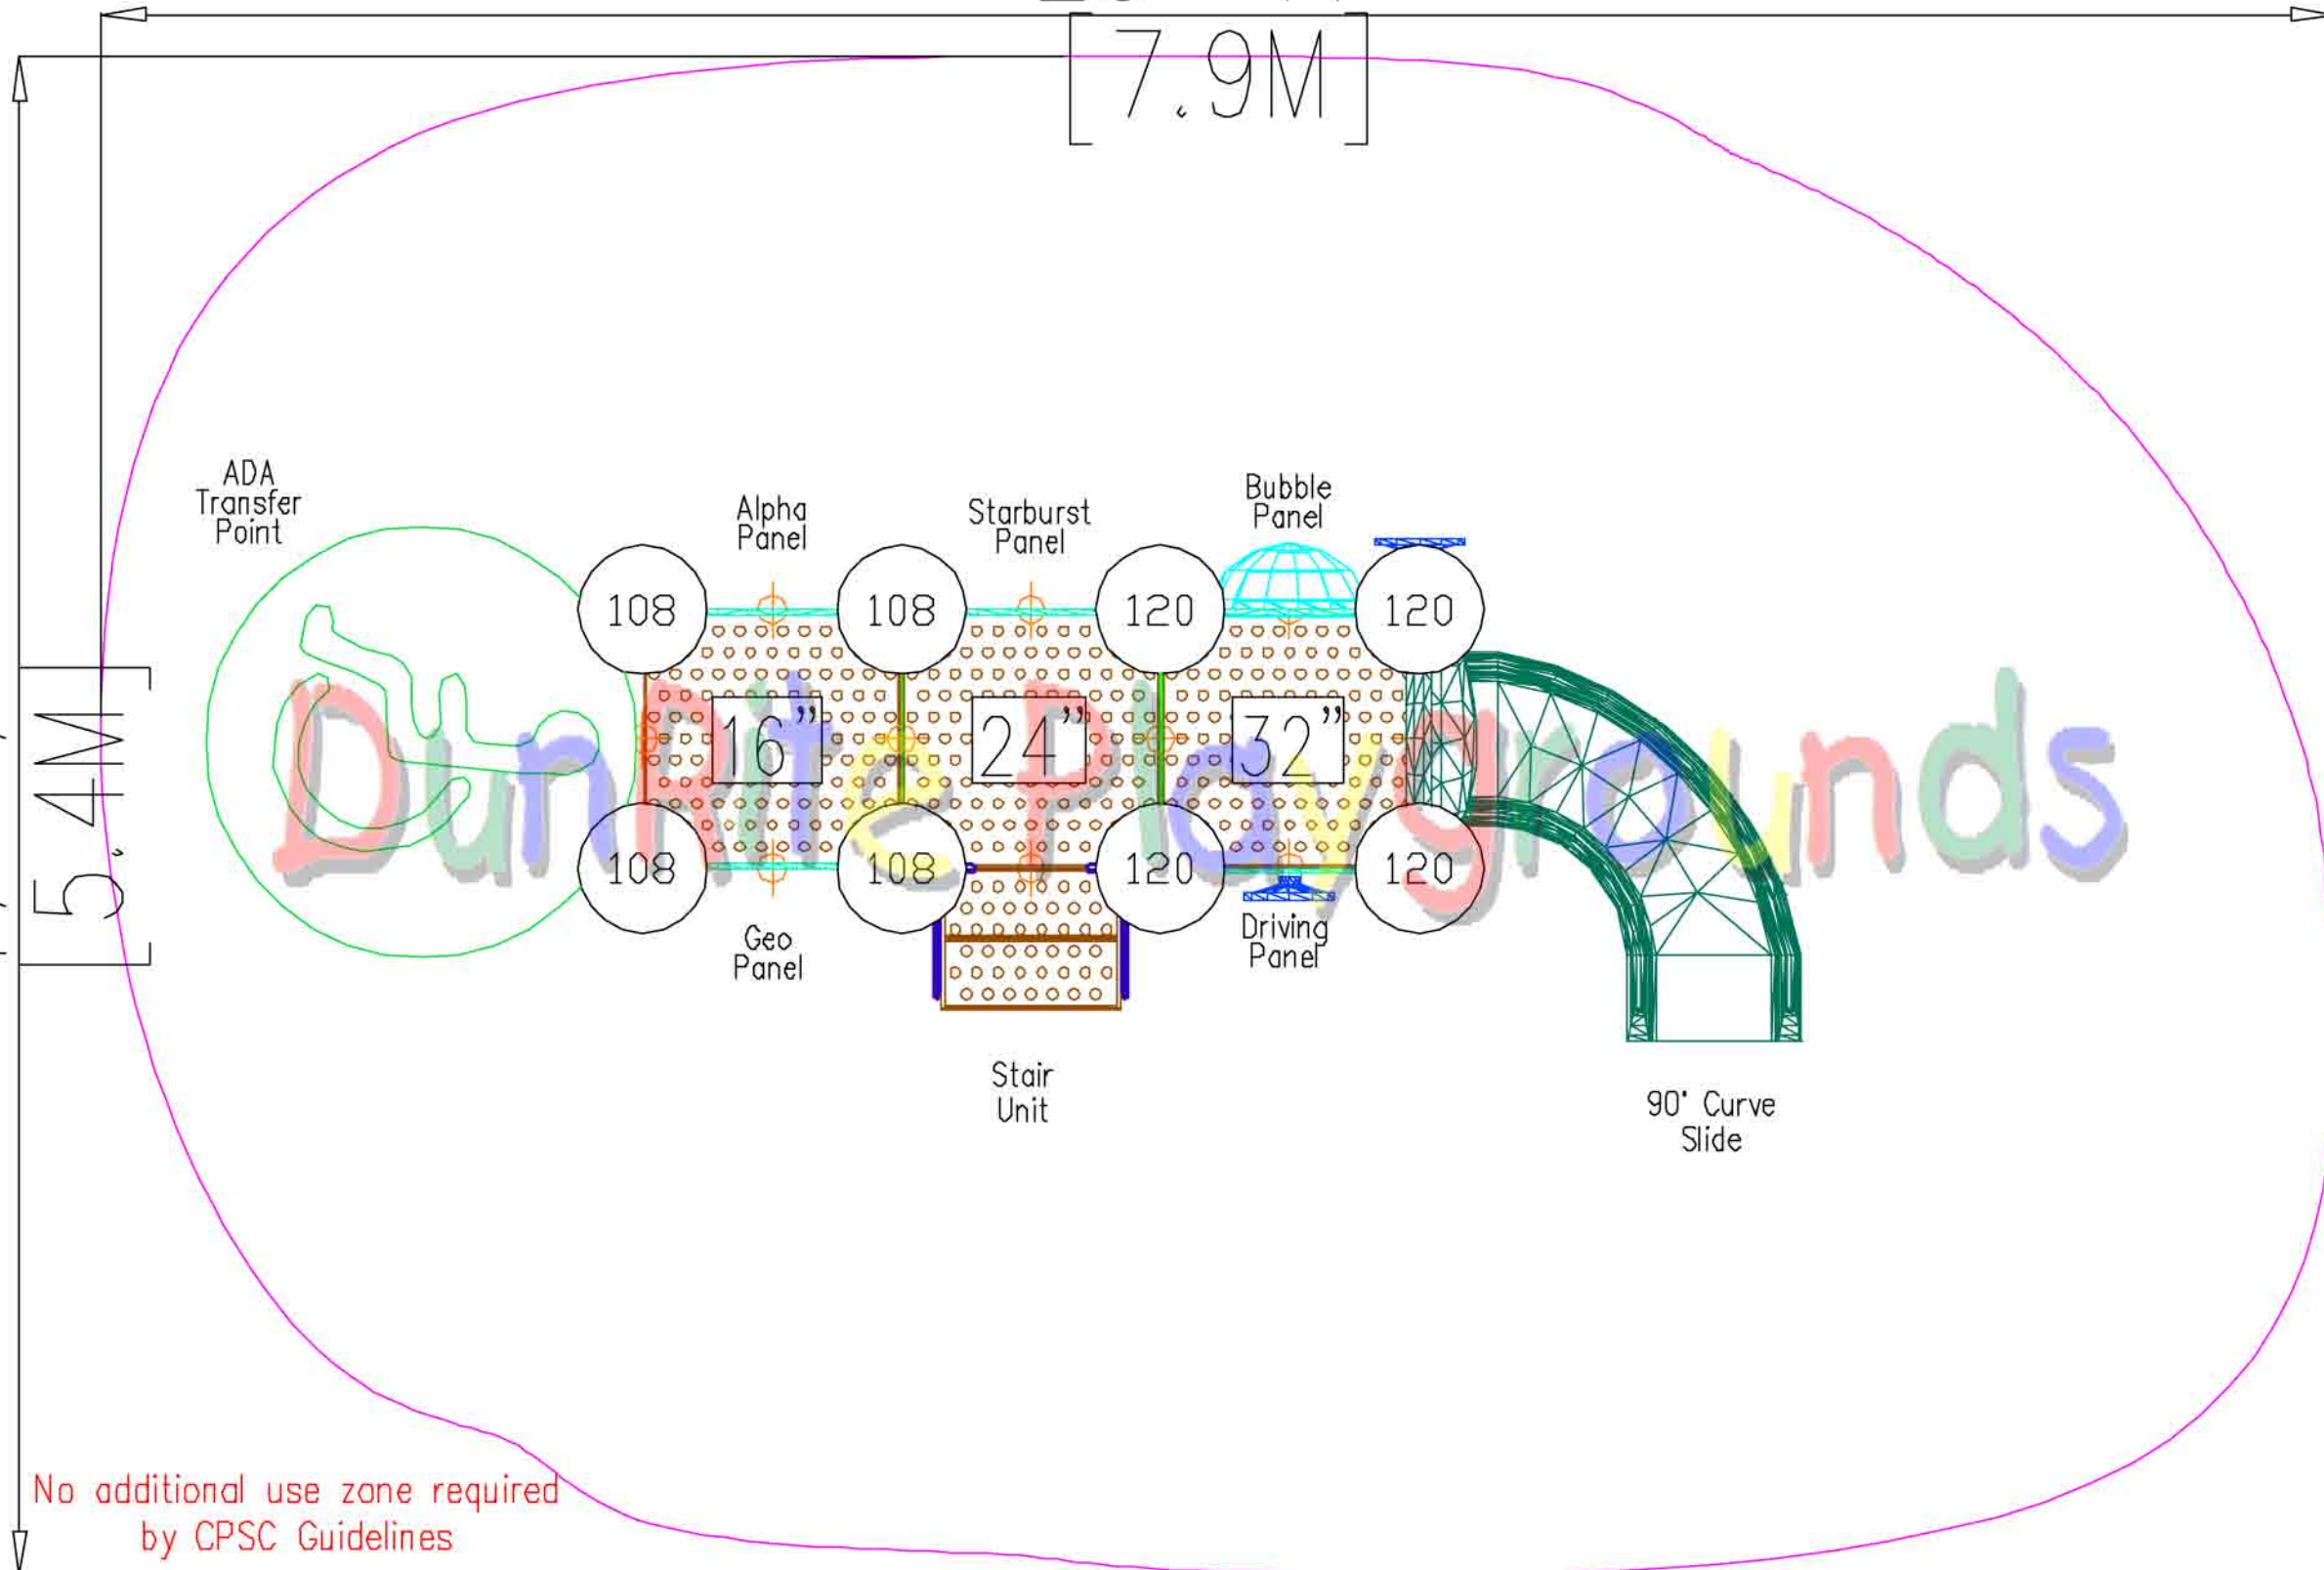 [7.9M]
ADA
Transfer
Point
Alpha
Panel
Starburst
Panel
Bubble
Panel
108
108
120
120
16”
24”
32”
DunRite Playgrounds
[5.4M]
108
108
120
120
Geo
Panel
Driving
Panel
Stair
Unit
90° Curve
Slide
No additional use zone required
by CPSC Guidelines